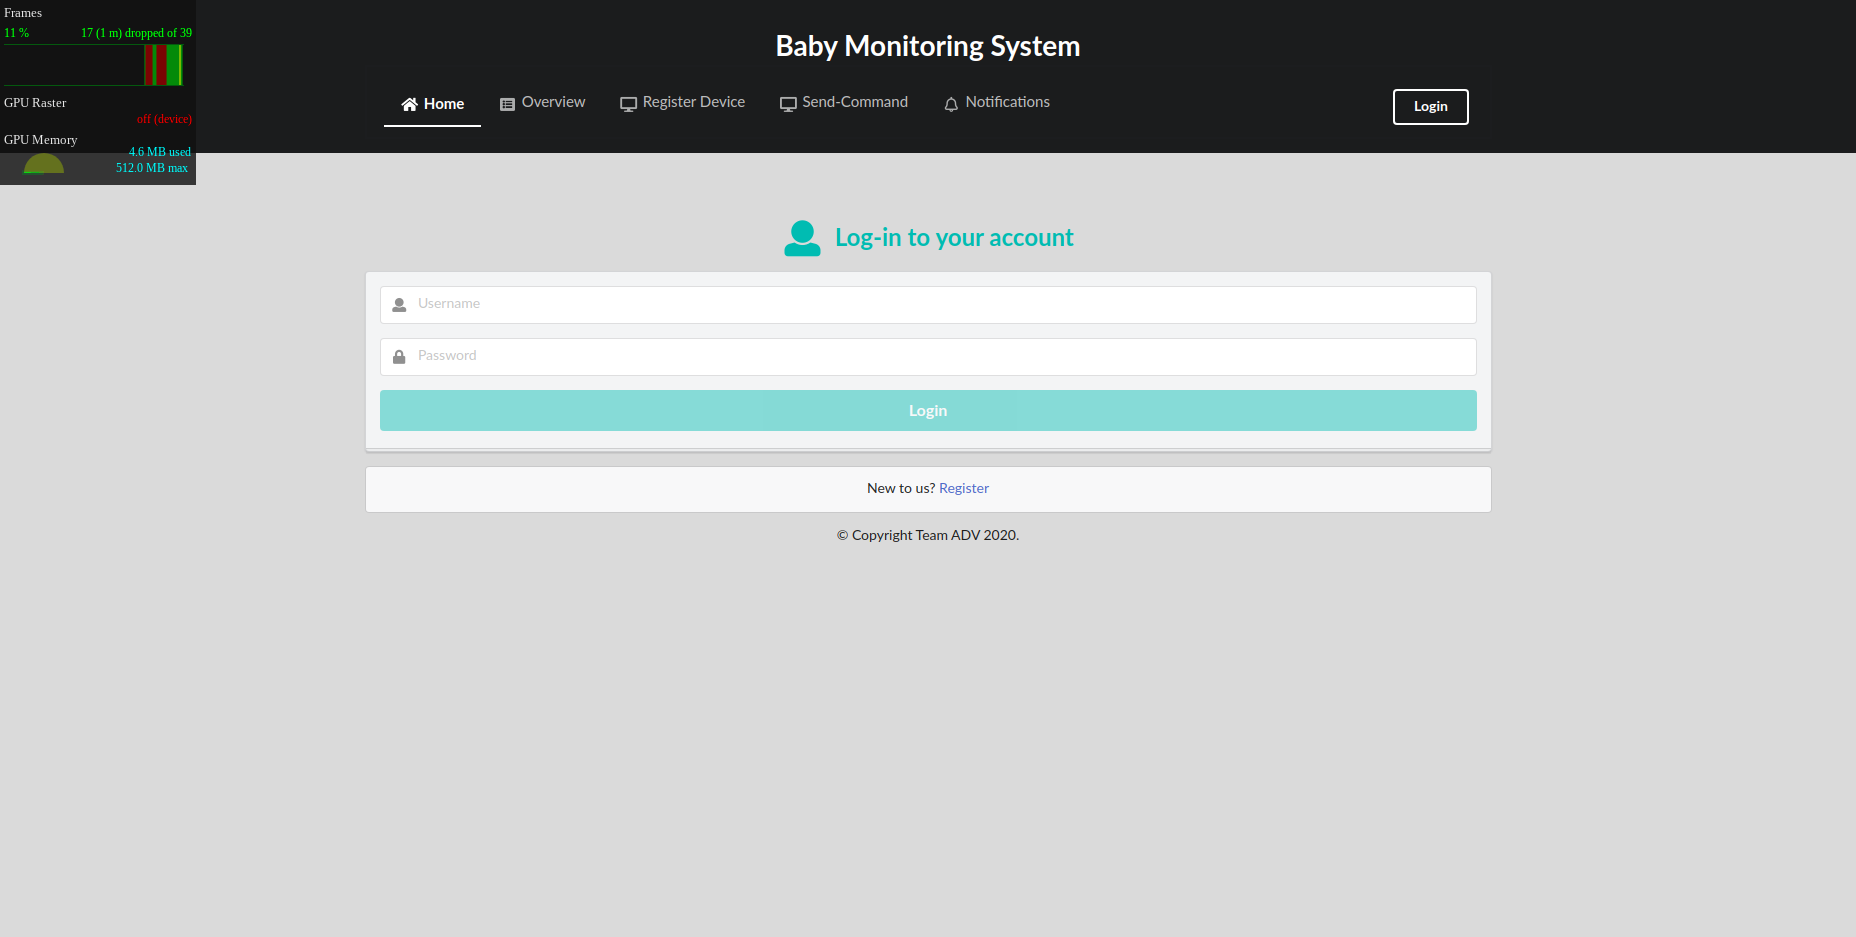 Frames
11 % 17 (1 m) dropped of 39
GPU Raster
off (device)
GPU Memory
4.6 MB used
512.0 MB max
Baby Monitoring System
Home Overview Register Device Send-Command Notifications Login
Log-in to your account
Username
Password
Login
New to us? Register
© Copyright Team ADV 2020.